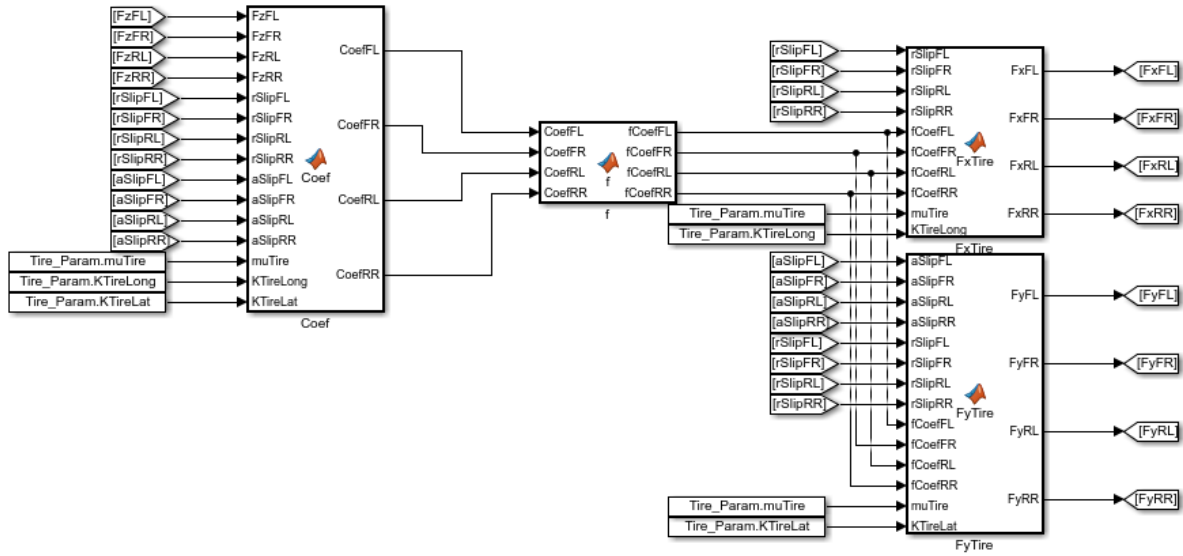 [FzFL]
[FzFR]
[FzRL]
[FzRR]
[rSlipFL]
[rSlipFR]
[rSlipRL]
[rSlipRR]
[aSlipFL]
[aSlipFR]
[aSlipRL]
[aSlipRR]
Tire_Param.muTire
Tire_Param.KTireLong
Tire_Param.KTireLat
FzFL
FzFR
FzRL
FzRR
rSlipFL
rSlipFR
rSlipRL
rSlipRR
aSlipFL
aSlipFR
aSlipRL
aSlipRR
muTire
KTireLong
KTireLat
Coef
CoefFL
CoefFR
CoefRL
CoefRR
Coef
CoefFL
CoefFR
CoefRL
CoefRR
f
fCoefFL
fCoefFR
fCoefRL
fCoefRR
f
[rSlipFL]
[rSlipFR]
[rSlipRL]
[rSlipRR]
Tire_Param.muTire
Tire_Param.KTireLong
rSlipFL
rSlipFR
rSlipRL
rSlipRR
fCoefFL
fCoefFR
fCoefRL
fCoefRR
muTire
KTireLong
FxTire
FxFL
FxFR
FxRL
FxRR
FxTire
[FxFL]
[FxFR]
[FxRL]
[FxRR]
[aSlipFL]
[aSlipFR]
[aSlipRL]
[aSlipRR]
[rSlipFL]
[rSlipFR]
[rSlipRL]
[rSlipRR]
Tire_Param.muTire
Tire_Param.KTireLat
aSlipFL
aSlipFR
aSlipRL
aSlipRR
rSlipFL
rSlipFR
rSlipRL
rSlipRR
fCoefFL
fCoefFR
fCoefRL
fCoefRR
muTire
KTireLat
FyTire
FyFL
FyFR
FyRL
FyRR
FyTire
[FyFL]
[FyFR]
[FyRL]
[FyRR]